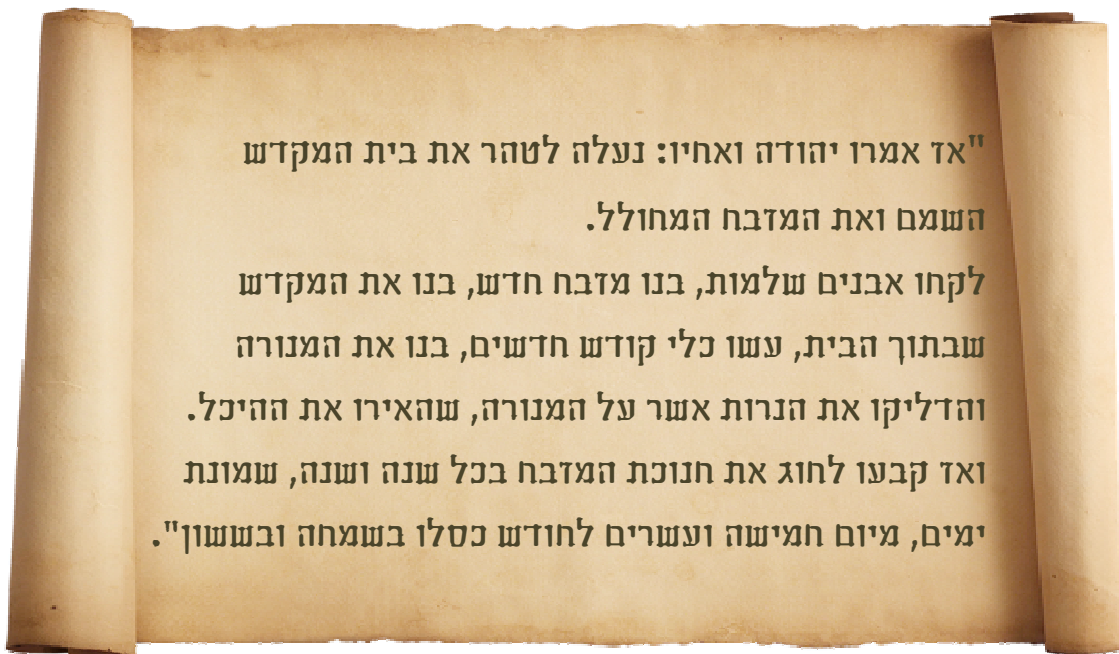 "אז אמרו יהודה ואחיו: נעלה לטהר את בית המקדש
השמם ואת המזבח המחולל.
לקחו אבנים שלמות, בנו מזבח חדש, בנו את המקדש
שבתוך הבית, עשו כלי קודש חדשים, בנו את המנורה
והדליקו את הנרות אשר על המנורה, שהאירו את ההיכל.
ואז קבעו לחוג את חנוכת המזבח בכל שנה ושנה, שמונת
ימים, מיום חמישה ועשרים לחודש כסלו בשמחה ובששון".